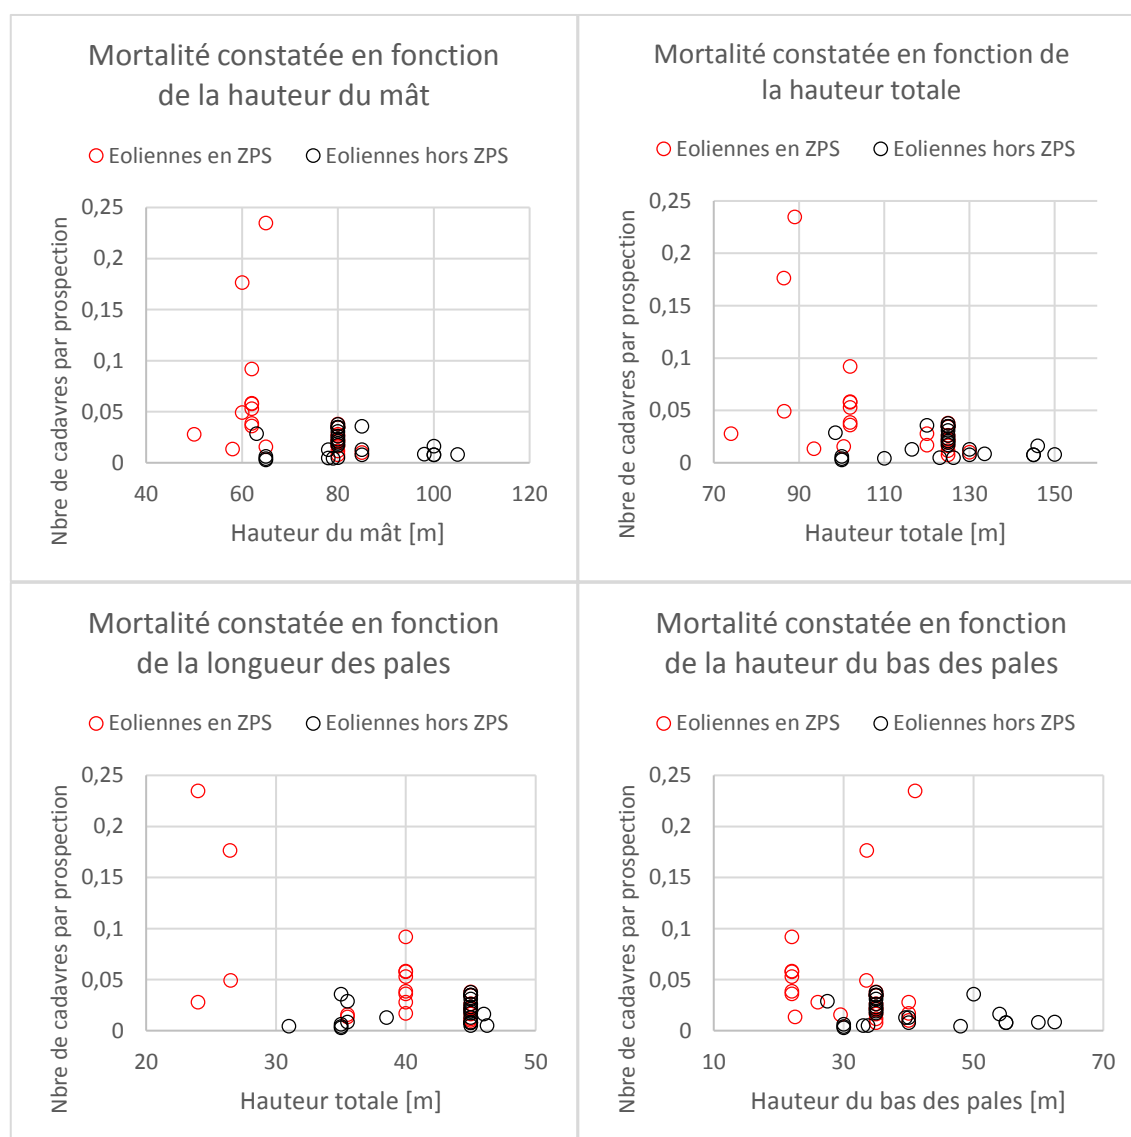 Mortalité constatée en fonction
de la hauteur du mât
Eoliennes en ZPS Eoliennes hors ZPS
Nbre de cadavres par prospection
0,25
0,2
0,15
0,1
0,05
0
40 60 80 100 120
Hauteur du mât [m]
Mortalité constatée en fonction de
la hauteur totale
Eoliennes en ZPS Eoliennes hors ZPS
Nbre de cadavres par prospection
0,25
0,2
0,15
0,1
0,05
0
70 90 110 130 150
Hauteur totale [m]
Mortalité constatée en fonction
de la longueur des pales
Eoliennes en ZPS Eoliennes hors ZPS
Nbre de cadavres par prospection
0,25
0,2
0,15
0,1
0,05
0
20 30 40 50
Hauteur totale [m]
Mortalité constatée en fonction
de la hauteur du bas des pales
Eoliennes en ZPS Eoliennes hors ZPS
Nbre de cadavres par prospection
0,25
0,2
0,15
0,1
0,05
0
10 30 50 70
Hauteur du bas des pales [m]